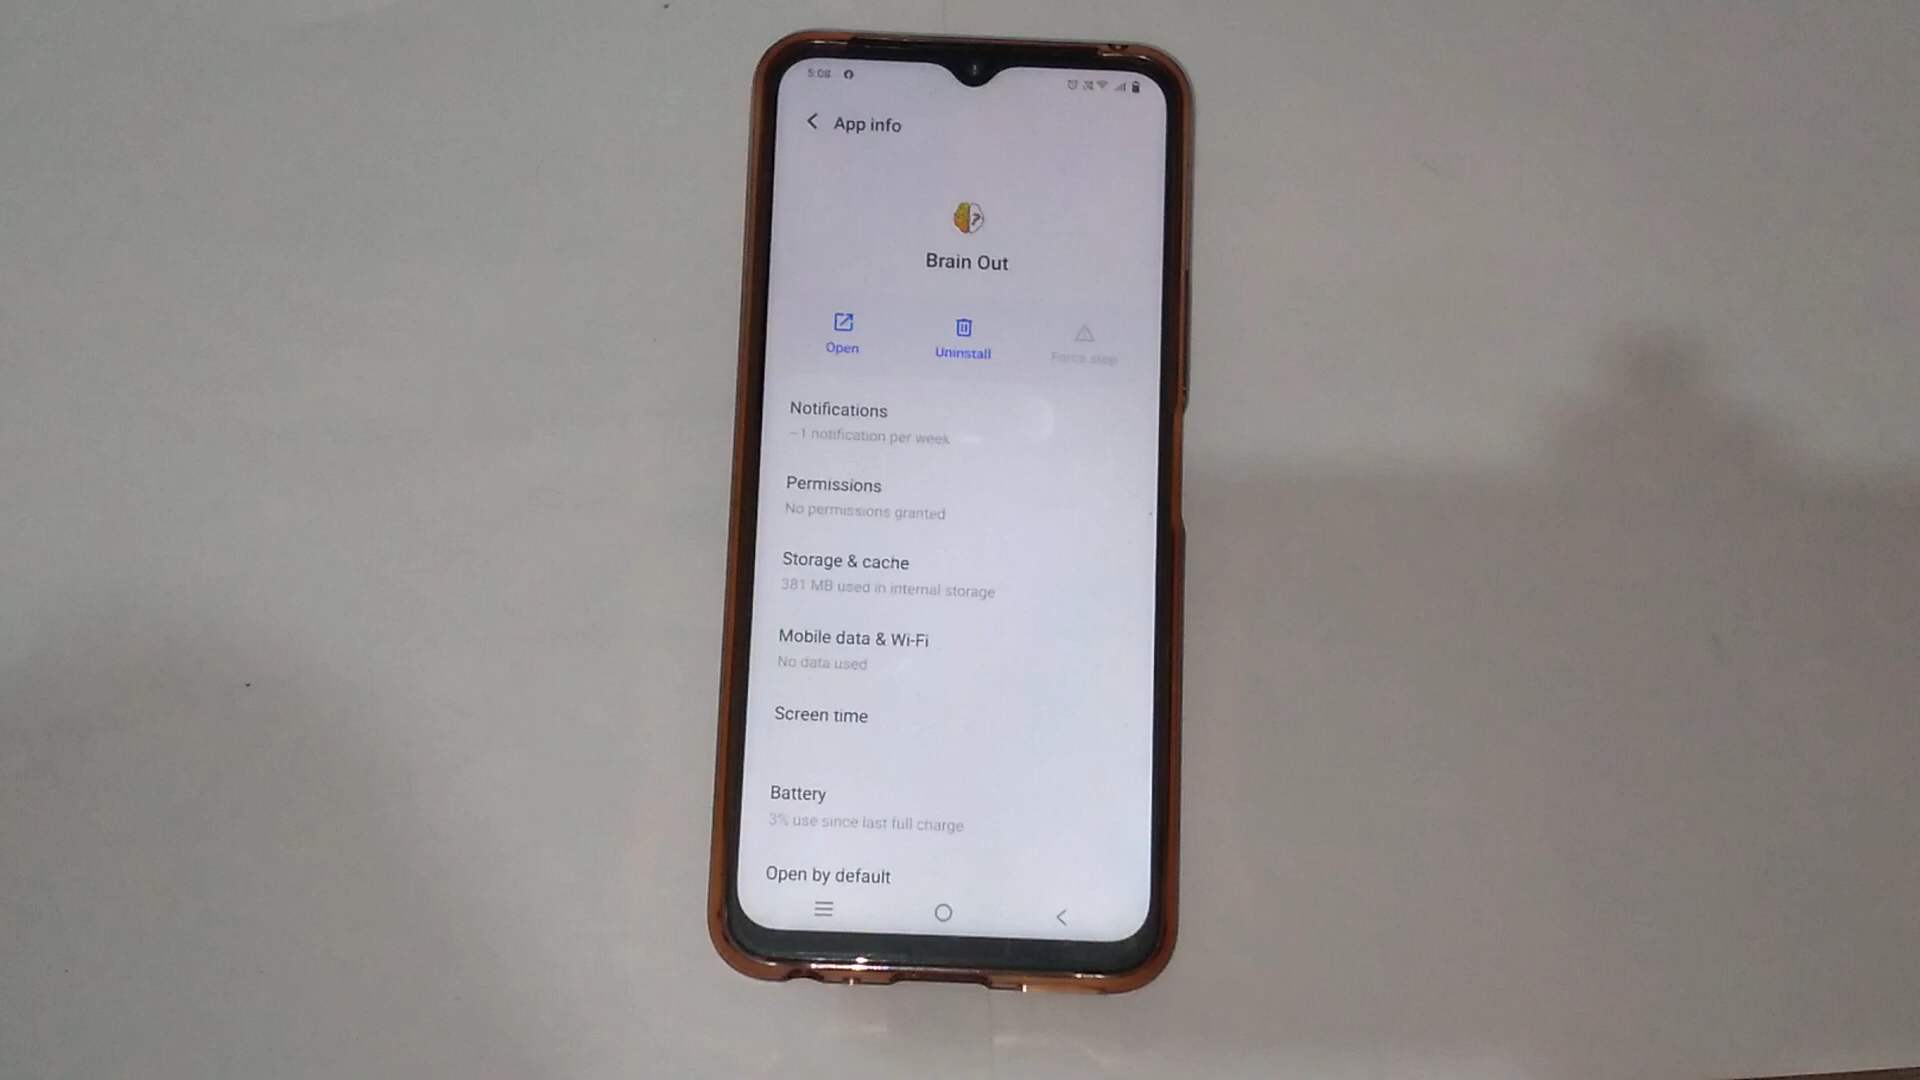 5:08
App info
?
Brain Out
Open
Uninstall
Force stop
Notifications
~1 notification per week
Permissions
No permissions granted
Storage & cache
381 MB used in internal storage
Mobile data & Wi-Fi
No data used
Screen time
Battery
3% use since last full charge
Open by default